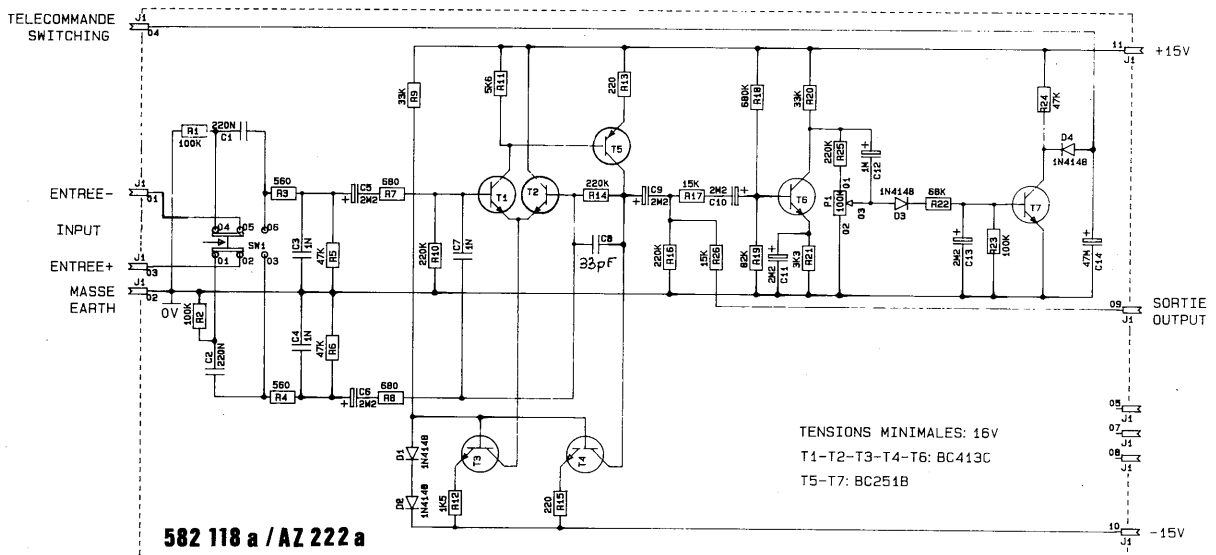 TELECOMMANDE
SWITCHING
J1
04
11
J1
+15V
R1
100K
220N
C1
33K
R9
5K6
R11
220
R13
T5
680K
R18
33K
R20
R24
47K
D4
1N4148
ENTREE-
J1
01
INPUT
ENTREE+
J1
03
MASSE
EARTH
J1
02
0V
04
05
06
SW1
01
02
03
560
R3
C3
1N
47K
R5
+
C5
2M2
680
R7
220K
R10
C7
1N
T1
T2
220K
R14
C8
33pF
C9
+
2M2
15K
R17
2M2
+
C10
220K
R16
15K
R26
82K
R19
T6
2M2
+
C11
3K3
R21
220K
R25
01
P1
100K
02
03
+
1M
C12
1N4148
D3
68K
R22
+
2M2
C13
R23
100K
T7
+
47M
C14
09
J1
SORTIE
OUTPUT
100K
R2
C2
220N
560
R4
C4
1N
47K
R6
+
C6
2M2
680
R8
D1
1N4148
D2
1N4148
T3
1K5
R12
T4
220
R15
05
J1
07
J1
08
J1
TENSIONS MINIMALES: 16V
T1-T2-T3-T4-T6: BC413C
T5-T7: BC251B
10
J1
-15V
582 118 a / AZ 222 a